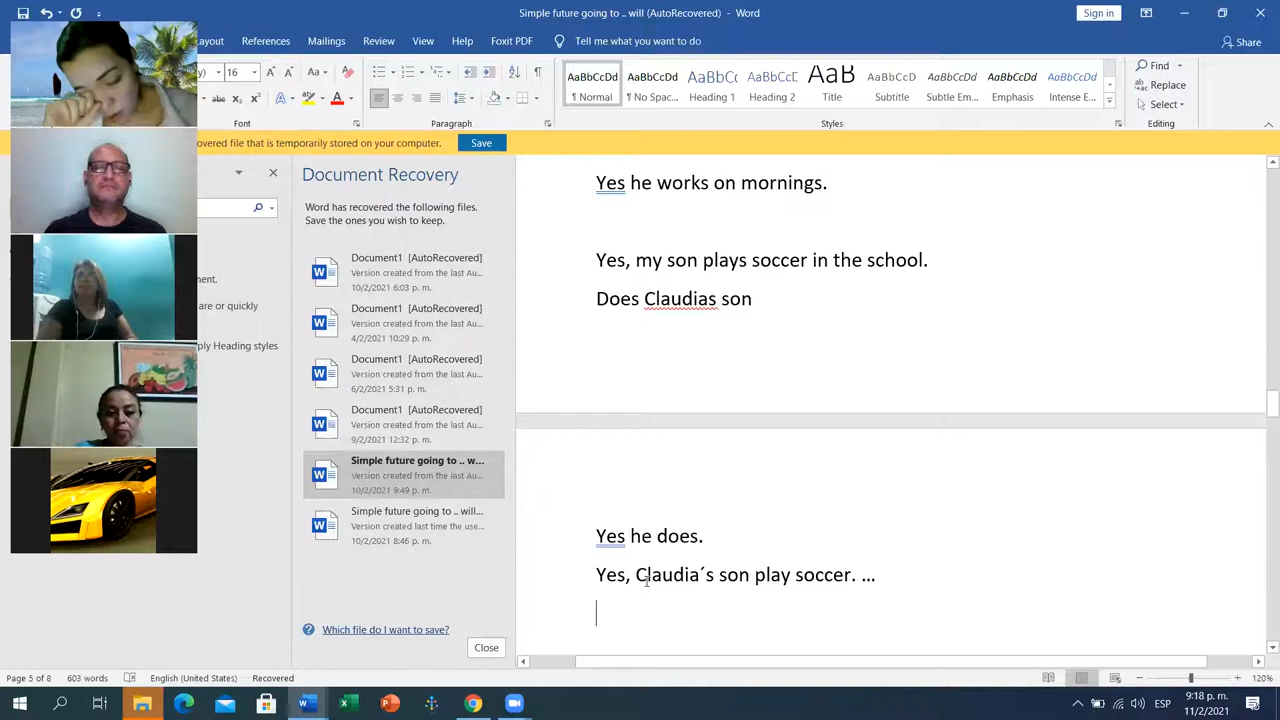 Simple future going to .. will (AutoRecovered) - Word
Sign in
ayout References Mailings Review View Help Foxit PDF Tell me what you want to do
Share
16
AaBbCcDd AaBbCcDd AaBbCc AaBbCcD AaB AaBbCcD AaBbCcDd AaBbCcDd AaBbCcDd
¶ Normal ¶ No Spac... Heading 1 Heading 2 Title Subtitle Subtle Em... Emphasis Intense E...
Find
Replace
Select
Font Paragraph Styles Editing
overed file that is temporarily stored on your computer. Save
Document Recovery
Word has recovered the following files.
Save the ones you wish to keep.
Document1 [AutoRecovered]
Version created from the last Au...
10/2/2021 6:03 p. m.
Document1 [AutoRecovered]
Version created from the last Au...
4/2/2021 10:29 p. m.
Document1 [AutoRecovered]
Version created from the last Au...
6/2/2021 5:31 p. m.
Document1 [AutoRecovered]
Version created from the last Au...
9/2/2021 12:32 p. m.
Simple future going to .. w...
Version created from the last Au...
10/2/2021 9:49 p. m.
Simple future going to .. will...
Version created last time the use...
10/2/2021 8:46 p. m.
Which file do I want to save?
Close
ment.
are or quickly
ply Heading styles
Yes he works on mornings.
Yes, my son plays soccer in the school.
Does Claudias son
Yes he does.
Yes, Claudia´s son play soccer. ...
Page 5 of 8 603 words English (United States) Recovered
120%
ESP
9:18 p. m.
11/2/2021